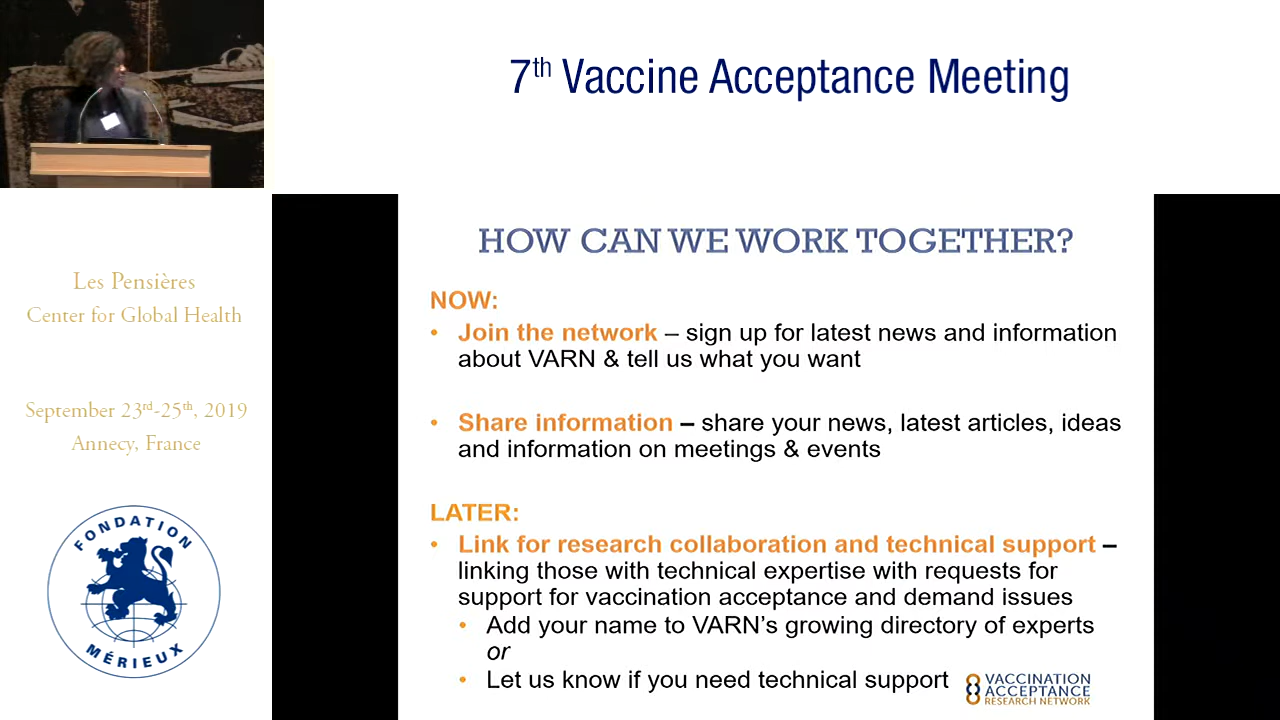 7th Vaccine Acceptance Meeting
Les Pensières
Center for Global Health
September 23rd-25th, 2019
Annecy, France
FONDATION
MÉRIEUX
HOW CAN WE WORK TOGETHER?
NOW:
• Join the network – sign up for latest news and information
about VARN & tell us what you want
• Share information – share your news, latest articles, ideas
and information on meetings & events
LATER:
• Link for research collaboration and technical support –
linking those with technical expertise with requests for
support for vaccination acceptance and demand issues
• Add your name to VARN's growing directory of experts
or
• Let us know if you need technical support
VACCINATION
ACCEPTANCE
RESEARCH NETWORK